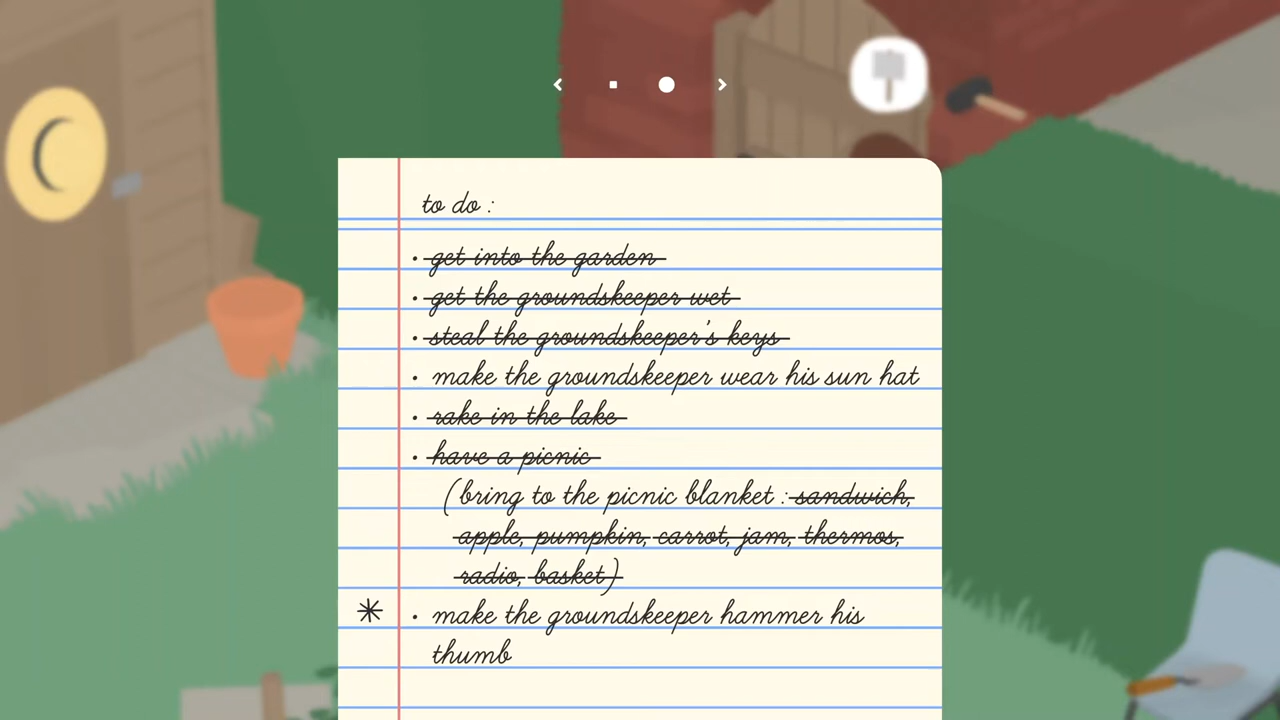 to do :
• get into the garden
• get the groundskeeper wet
• steal the groundskeeper's keys
• make the groundskeeper wear his sun hat
• rake in the lake
• have a picnic
(bring to the picnic blanket : sandwich,
apple, pumpkin, carrot, jam, thermos,
radio, basket)
• make the groundskeeper hammer his
thumb